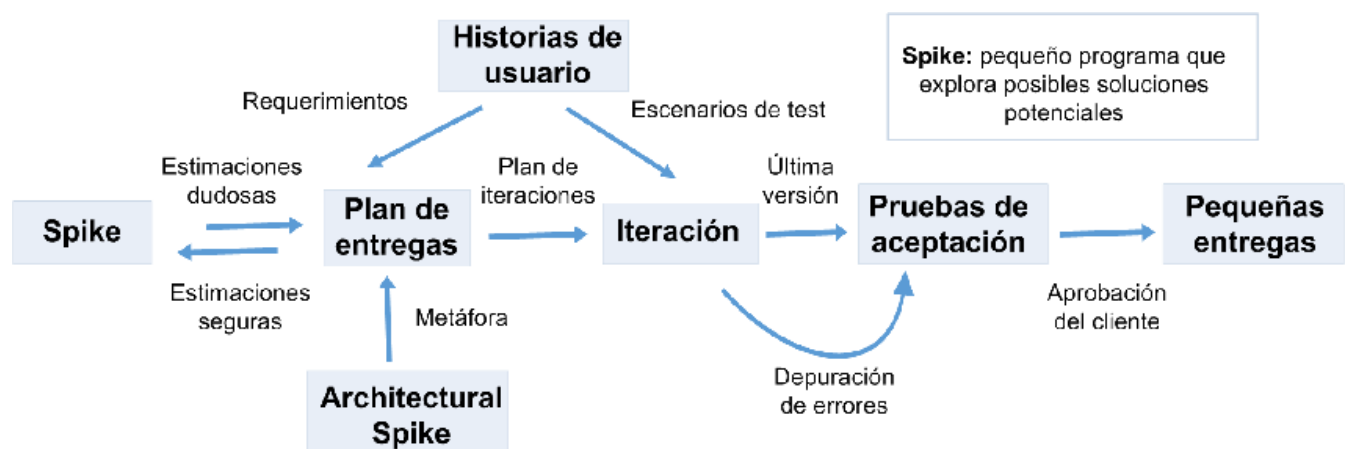 Historias de
usuario
Spike: pequeño programa que
explora posibles soluciones
potenciales
Requerimientos
Escenarios de test
Estimaciones
dudosas
Plan de
iteraciones
Última
versión
Spike
Plan de
entregas
Iteración
Pruebas de
aceptación
Pequeñas
entregas
Estimaciones
seguras
Metáfora
Aprobación
del cliente
Depuración
de errores
Architectural
Spike